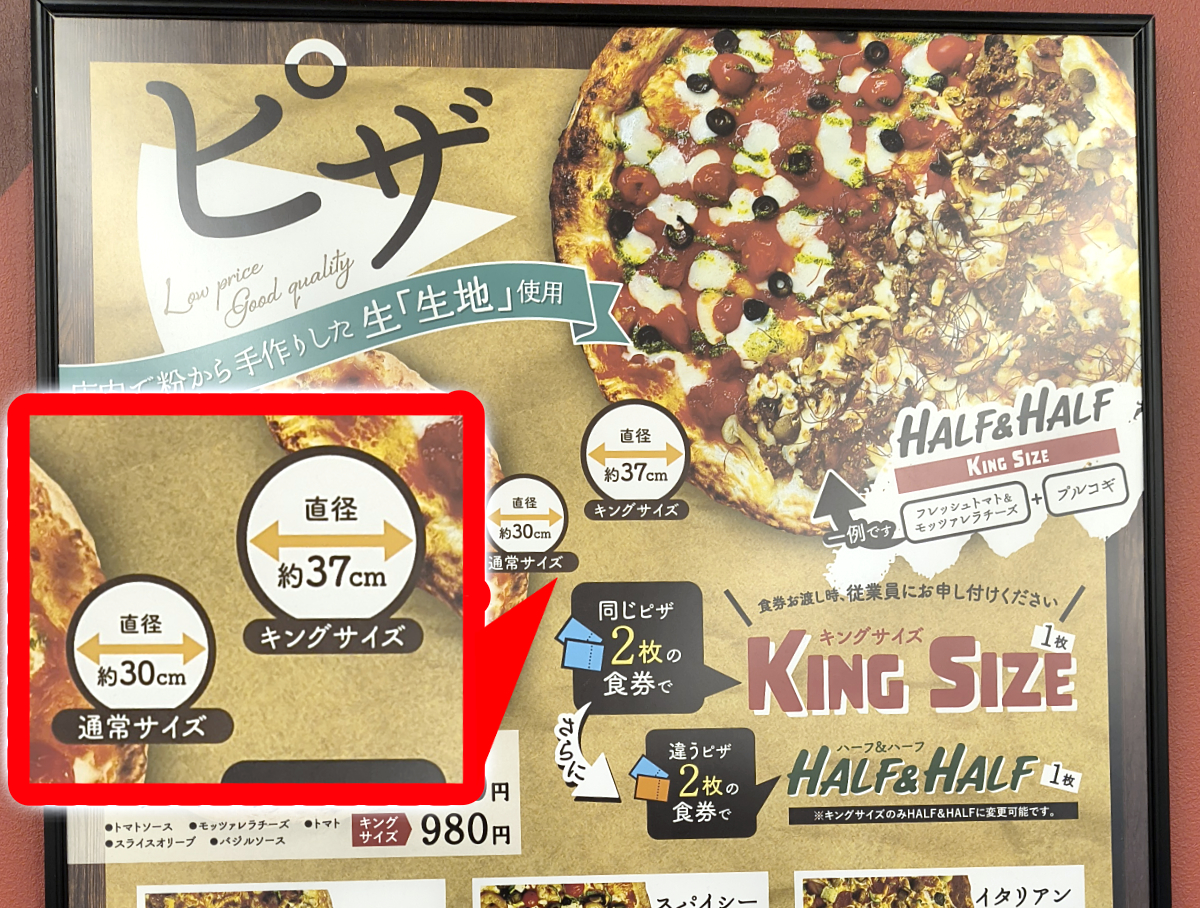 ピザ
Low price
Good quality
店内で粉から手作りした 生「生地」使用
直径
約37cm
キングサイズ
直径
約30cm
通常サイズ
直径
約37cm
キングサイズ
直径
約30cm
通常サイズ
HALF&HALF
KING SIZE
フレッシュトマト&
モッツァレラチーズ
+
プルコギ
一例です
食券お渡し時、従業員にお申し付けください
同じピザ
2枚の
食券で
キングサイズ
KING SIZE
1枚
さらに
違うピザ
2枚の
食券で
ハーフ&ハーフ
HALF&HALF
1枚
※キングサイズのみHALF&HALFに変更可能です。
円
●トマトソース ●モッツァレラチーズ ●トマト
●スライスオリーブ ●バジルソース
キング
サイズ
980円
スパイシー
イタリアン